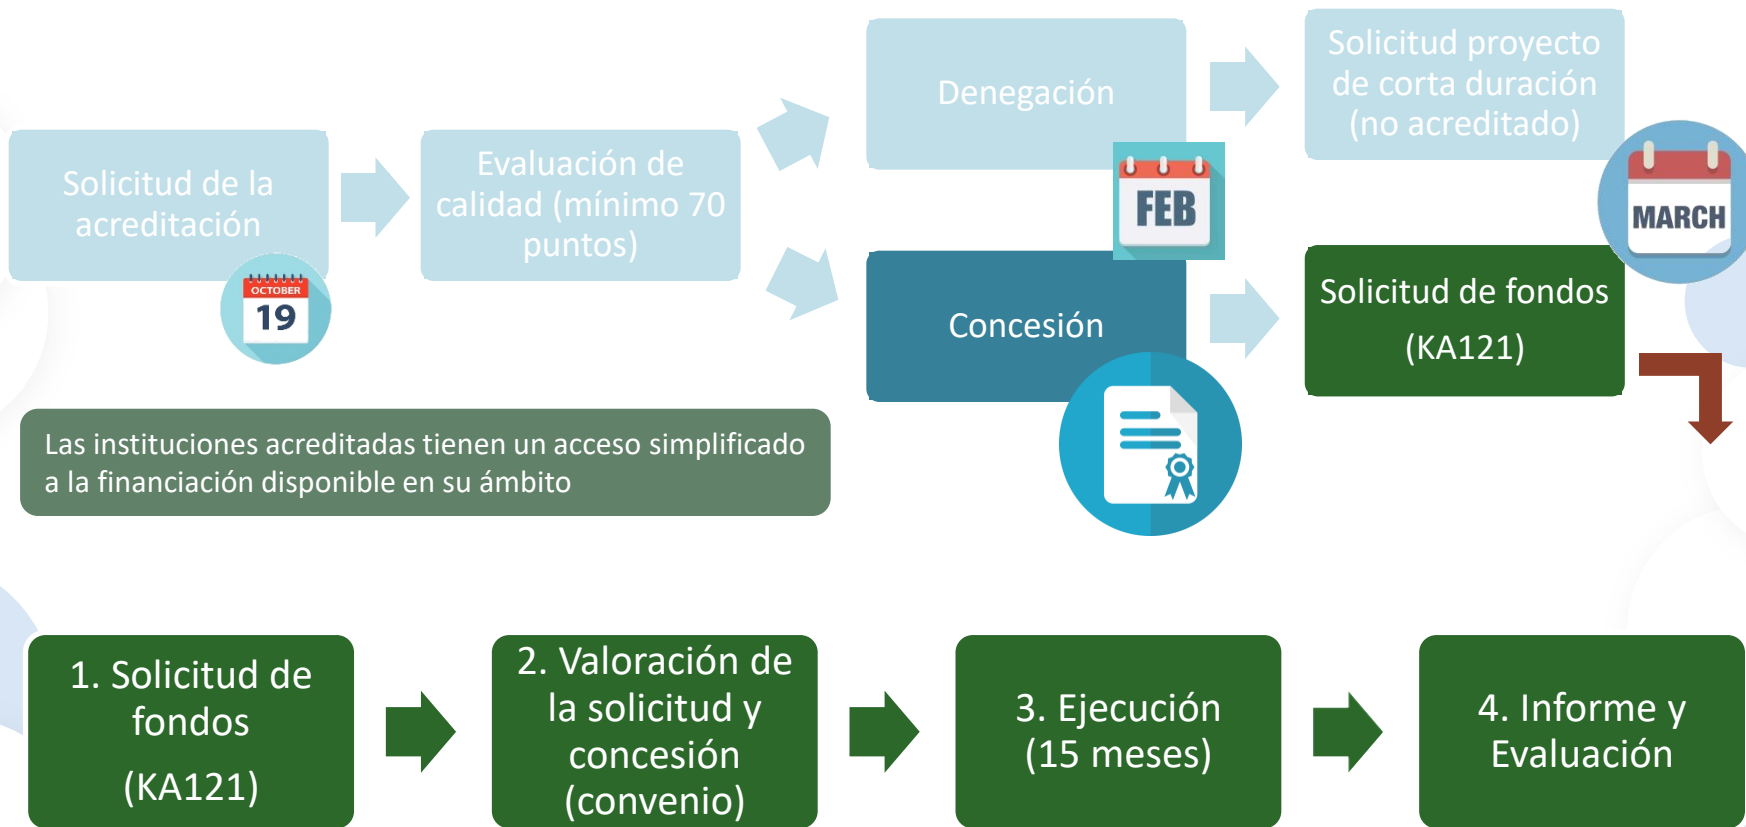 Solicitud de la
acreditación
OCTOBER
19
Evaluación de
calidad (mínimo 70
puntos)
Denegación
FEB
Solicitud proyecto
de corta duración
(no acreditado)
MARCH
Concesión
Solicitud de fondos
(KA121)
Las instituciones acreditadas tienen un acceso simplificado
a la financiación disponible en su ámbito
1. Solicitud de
fondos
(KA121)
2. Valoración de
la solicitud y
concesión
(convenio)
3. Ejecución
(15 meses)
4. Informe y
Evaluación